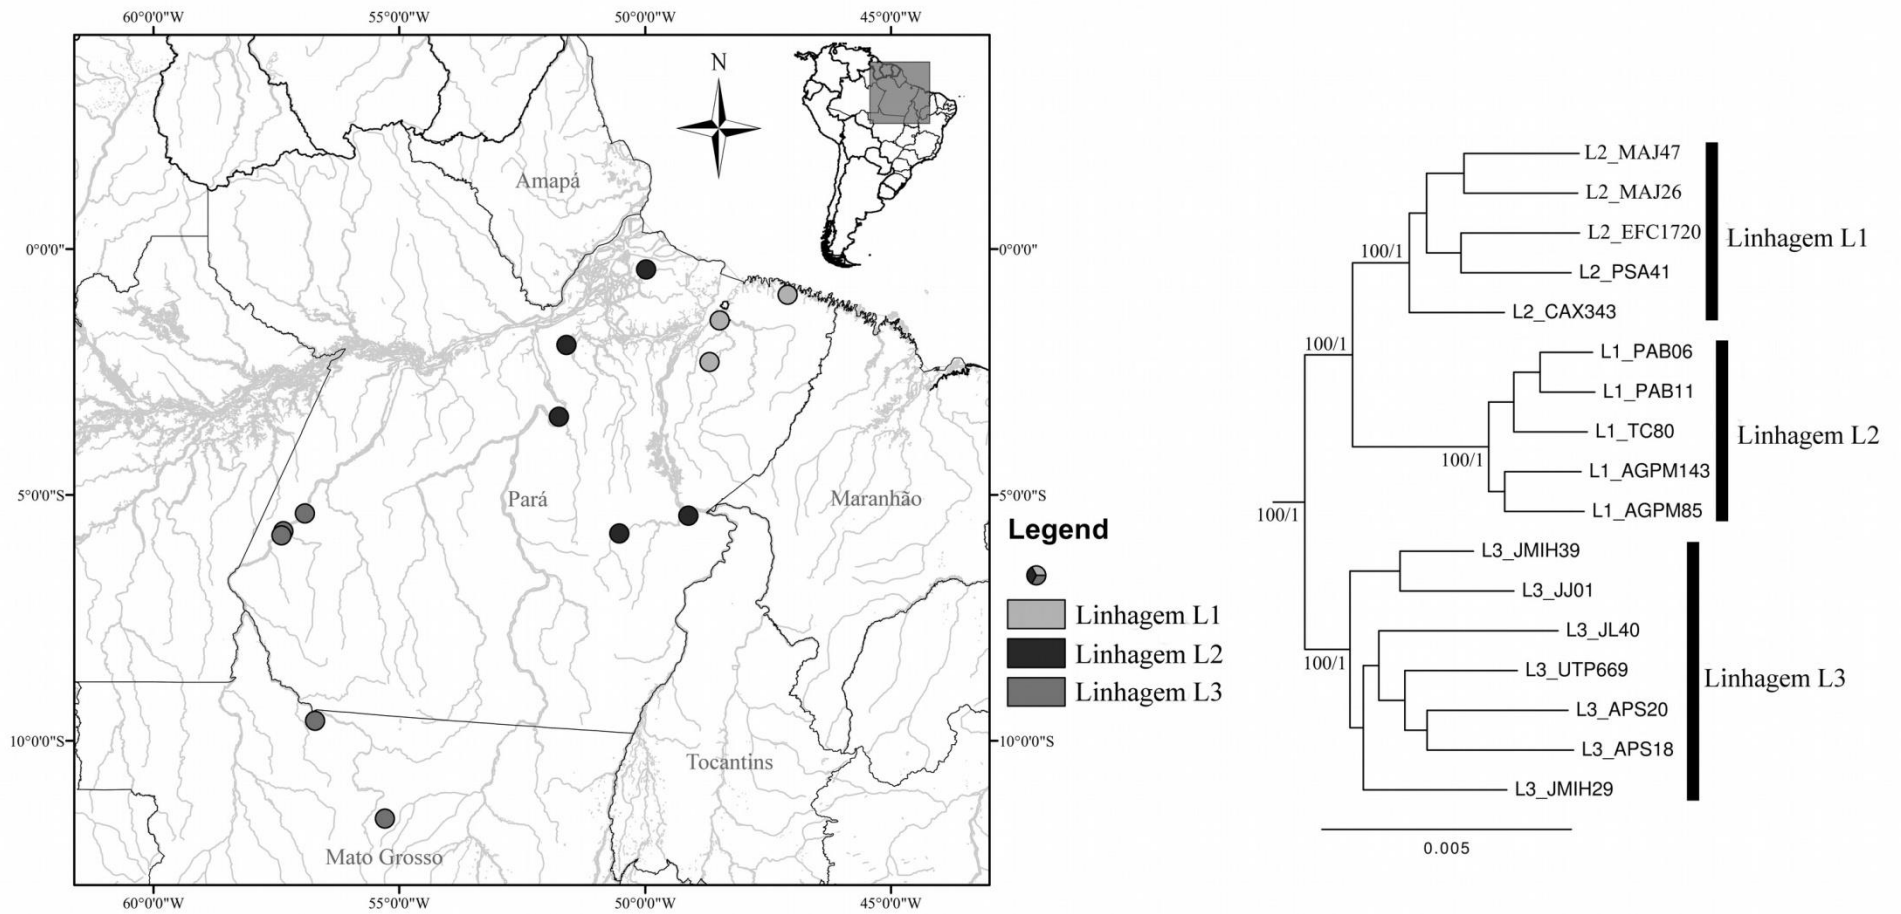 60°0'0"W 55°0'0"W 50°0'0"W 45°0'0"W
N
Amapá
0°0'0" 0°0'0"
Pará
Maranhão
5°0'0"S 5°0'0"S
10°0'0"S 10°0'0"S
Tocantins
Mato Grosso
60°0'0"W 55°0'0"W 50°0'0"W 45°0'0"W
Legend
Linhagem L1
Linhagem L2
Linhagem L3
L2_MAJ47
L2_MAJ26
L2_EFC1720
L2_PSA41
L2_CAX343
L1_PAB06
L1_PAB11
L1_TC80
L1_AGPM143
L1_AGPM85
L3_JMIH39
L3_JJ01
L3_JL40
L3_UTP669
L3_APS20
L3_APS18
L3_JMIH29
100/1
100/1
100/1
100/1
100/1
Linhagem L1
Linhagem L2
Linhagem L3
0.005